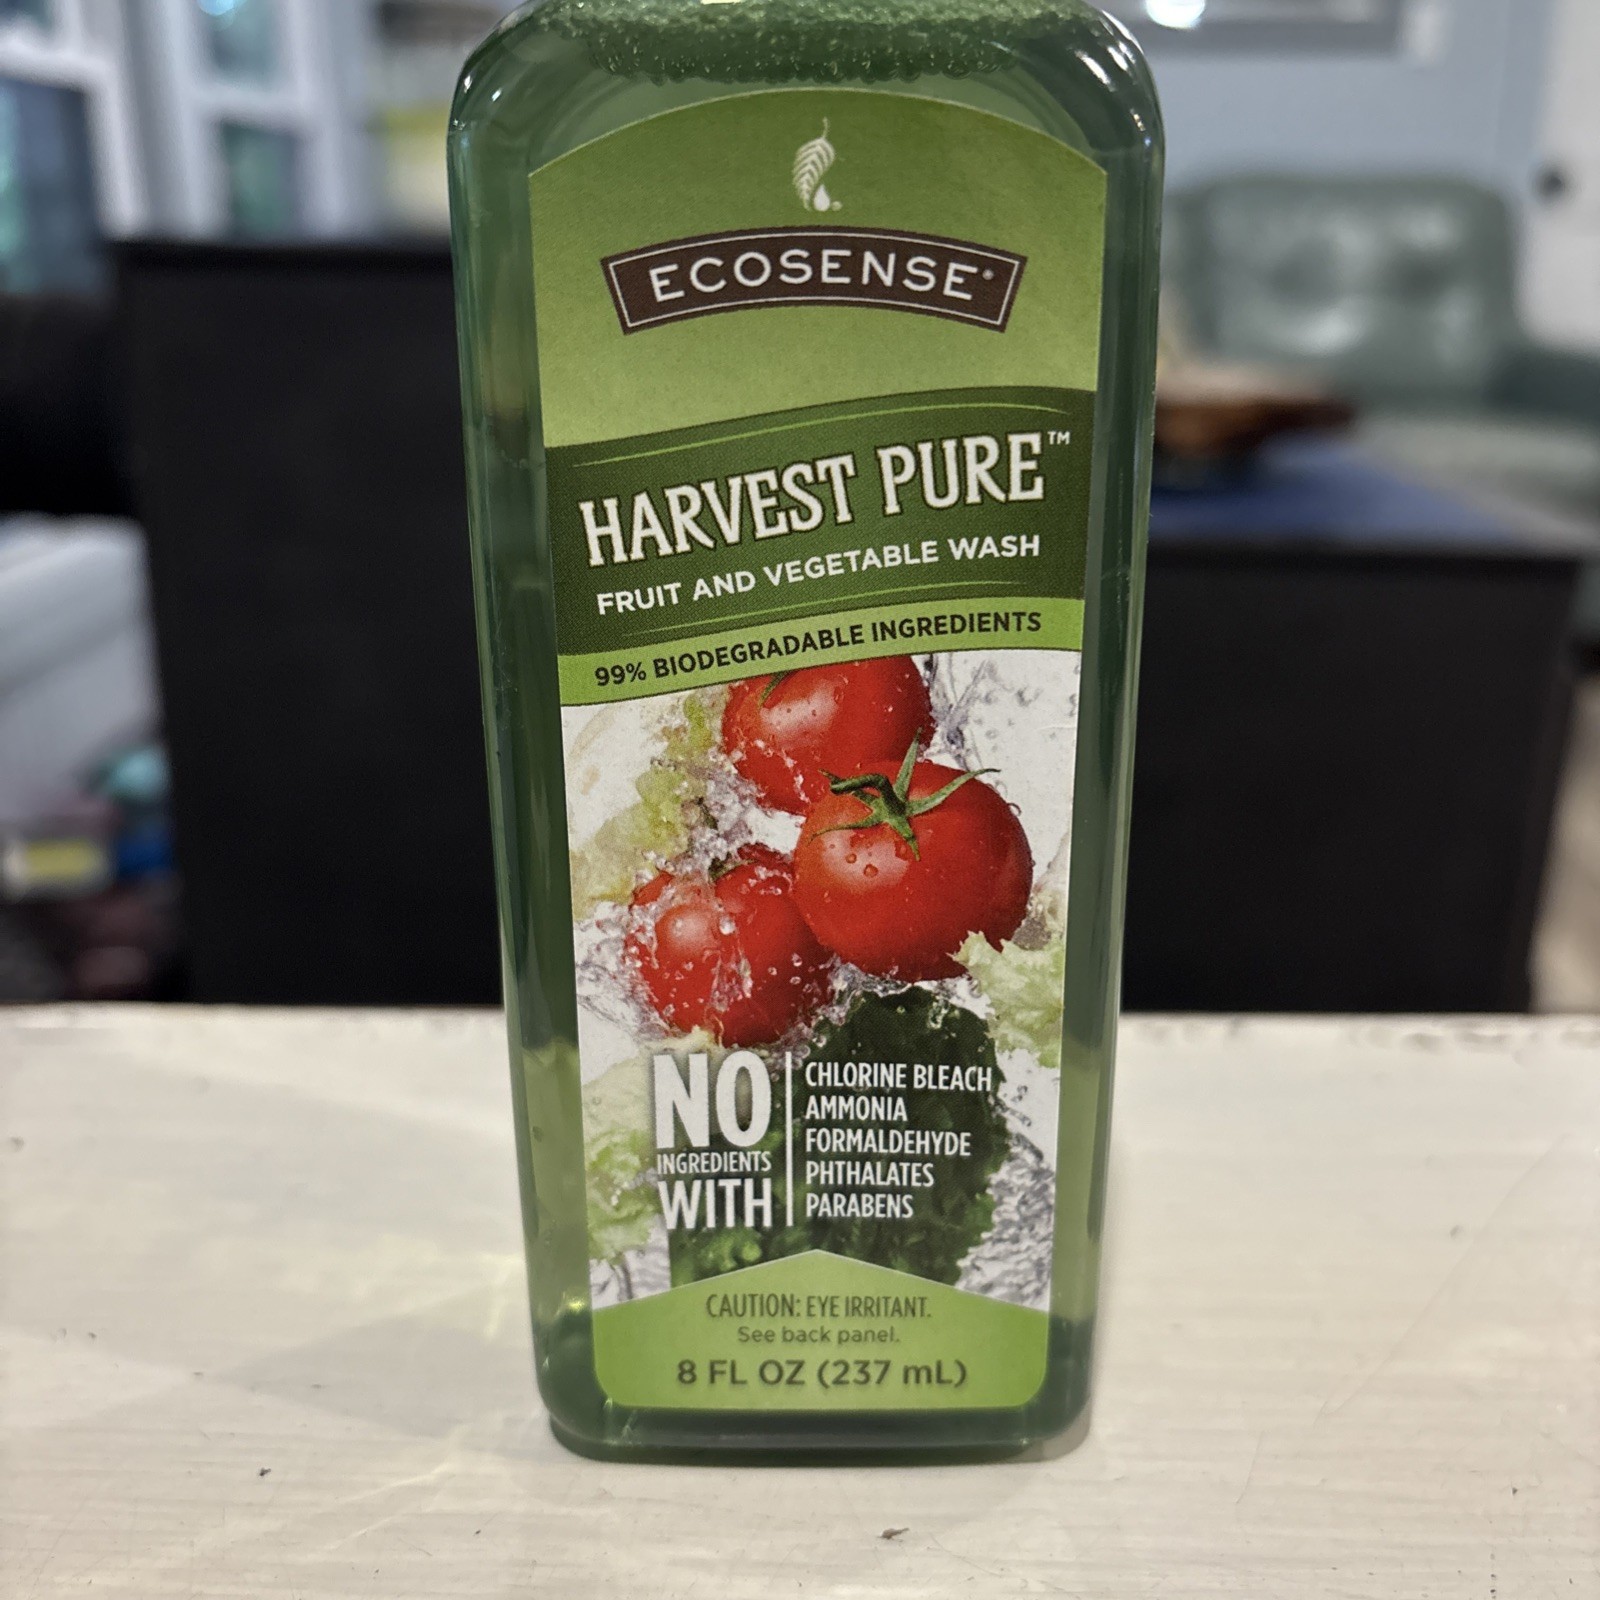 ECOSENSE®
HARVEST PURE™
FRUIT AND VEGETABLE WASH
99% BIODEGRADABLE INGREDIENTS
NO
INGREDIENTS
WITH
CHLORINE BLEACH
AMMONIA
FORMALDEHYDE
PHTHALATES
PARABENS
CAUTION: EYE IRRITANT.
See back panel.
8 FL OZ (237 mL)